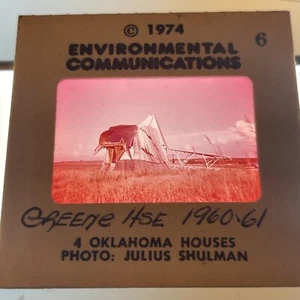 © 1974
ENVIRONMENTAL
COMMUNICATIONS
6
GREENE HSE 1960-61
4 OKLAHOMA HOUSES
PHOTO: JULIUS SHULMAN